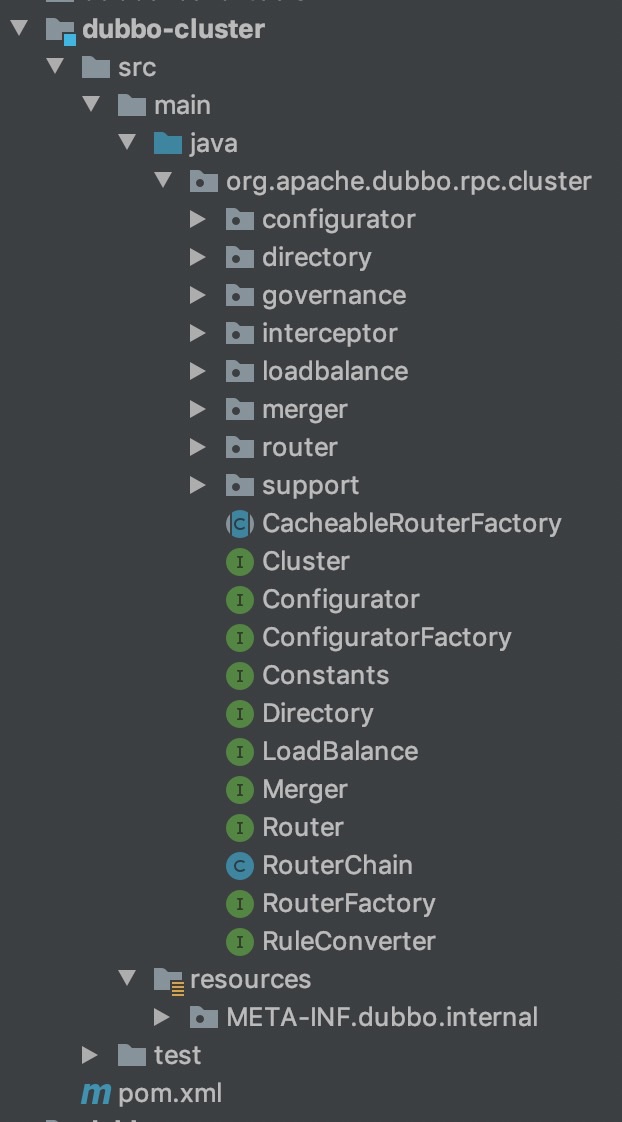 dubbo-cluster
src
main
java
org.apache.dubbo.rpc.cluster
configurator
directory
governance
interceptor
loadbalance
merger
router
support
CacheableRouterFactory
Cluster
Configurator
ConfiguratorFactory
Constants
Directory
LoadBalance
Merger
Router
RouterChain
RouterFactory
RuleConverter
resources
META-INF.dubbo.internal
test
pom.xml